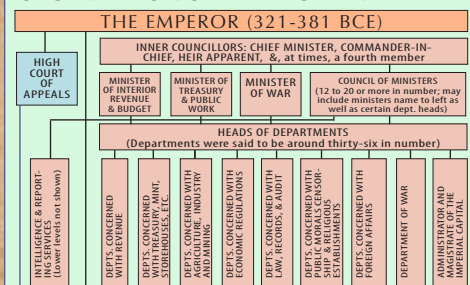 THE EMPEROR (321-381 BCE)
HIGH
COURT
OF
APPEALS
INNER COUNCILLORS: CHIEF MINISTER, COMMANDER-IN-
CHIEF, HEIR APPARENT, &, at times, a fourth member
MINISTER
OF INTERIOR
REVENUE
& BUDGET
MINISTER OF
TREASURY
& PUBLIC
WORK
MINISTER
OF WAR
COUNCIL OF MINISTERS
(12 to 20 or more in number; may
include ministers name to left as
well as certain dept. heads)
HEADS OF DEPARTMENTS
(Departments were said to be around thirty-six in number)
INTELLIGENCE & REPORT-
ING SERVICES
(Lower levels not shown)
DEPTS. CONCERNED
WITH REVENUE
DEPTS. CONCERNED
WITH TREASURY, MINT,
STOREHOUSES, ETC.
DEPTS. CONCERNED WITH
AGRICULTURE, INDUSTRY
AND MINING
DEPTS. CONCERNED WITH
ECONOMIC REGULATIONS
DEPTS. CONCERNED WITH
LAW, RECORDS, & AUDIT
DEPTS. CONCERNED WITH
PUBLIC MORALS CENSOR-
SHIP & RELIGIOUS
ESTABLISHMENTS
DEPTS. CONCERNED WITH
FOREIGN AFFAIRS
DEPARTMENT OF WAR
ADMINISTRATOR AND
MAGISTRATE OF THE
IMPERIAL CAPITAL